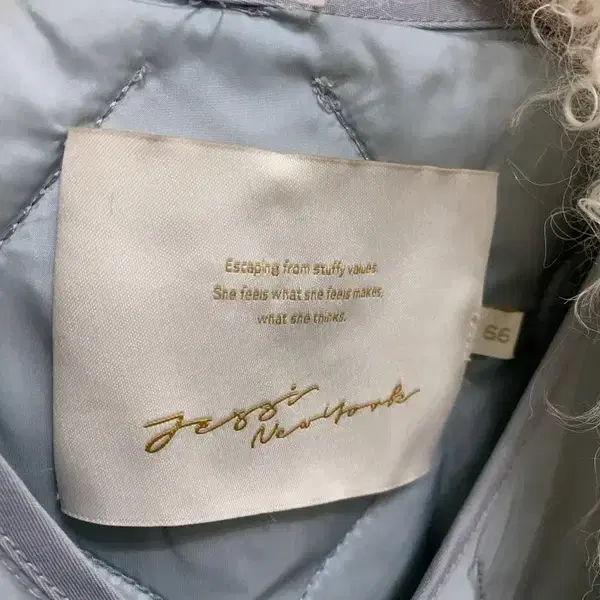 Escaping from stuffy values.
She feels what she feels makes,
what she thinks.
66
Jessi
NewYork